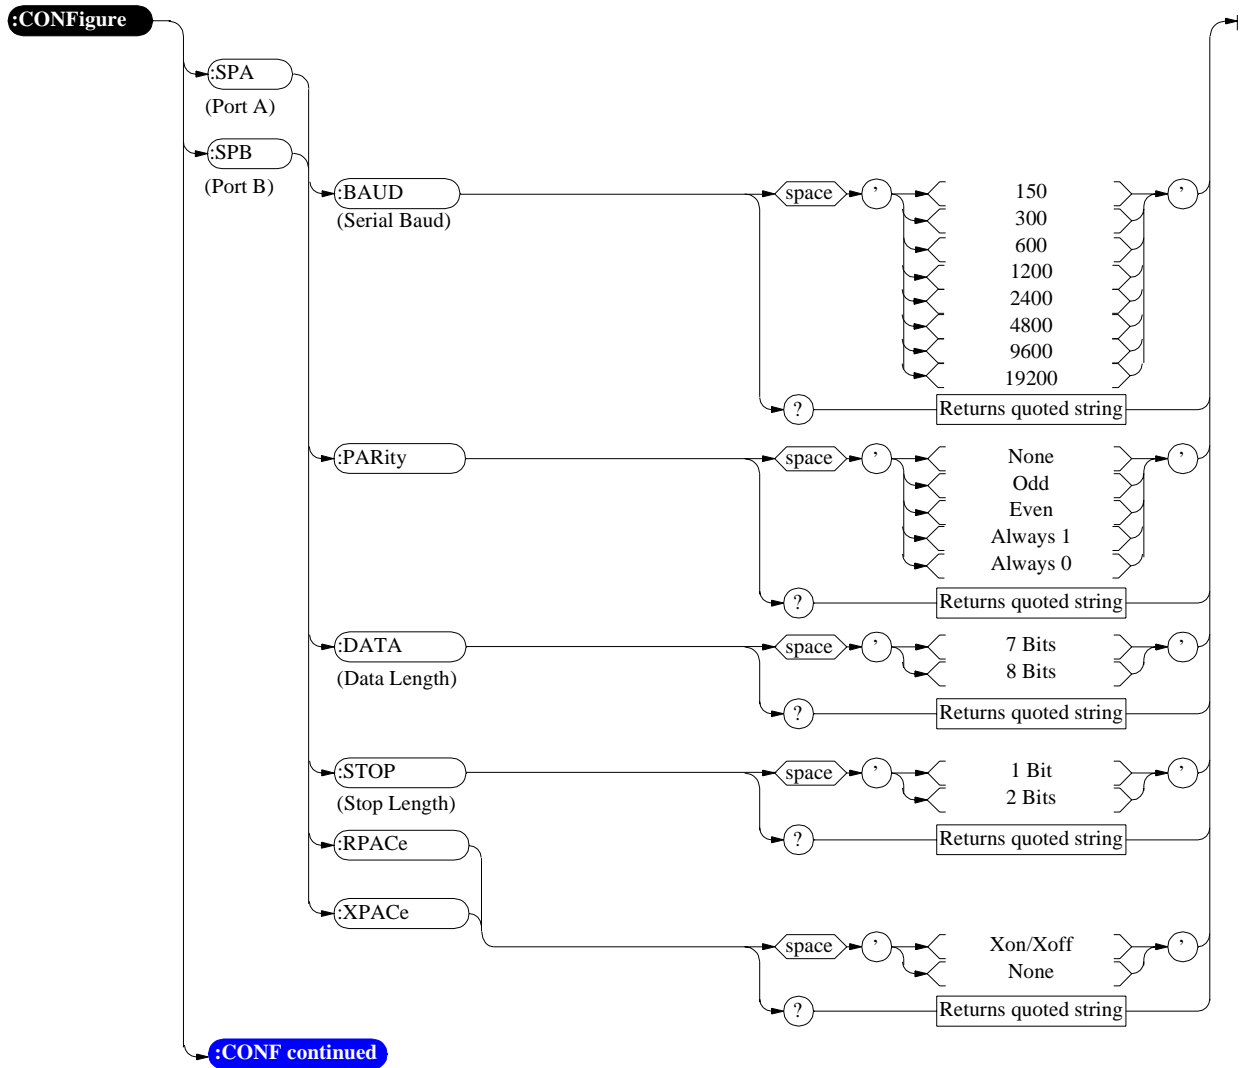 :CONFigure
:SPA
(Port A)
:SPB
(Port B)
:BAUD
(Serial Baud)
space ’ 150 ’
300
600
1200
2400
4800
9600
19200
? Returns quoted string
:PARity
space ’ None ’
Odd
Even
Always 1
Always 0
? Returns quoted string
:DATA
(Data Length)
space ’ 7 Bits ’
8 Bits
? Returns quoted string
:STOP
(Stop Length)
space ’ 1 Bit ’
2 Bits
? Returns quoted string
:RPACe
:XPACe
space ’ Xon/Xoff ’
None
? Returns quoted string
:CONF continued